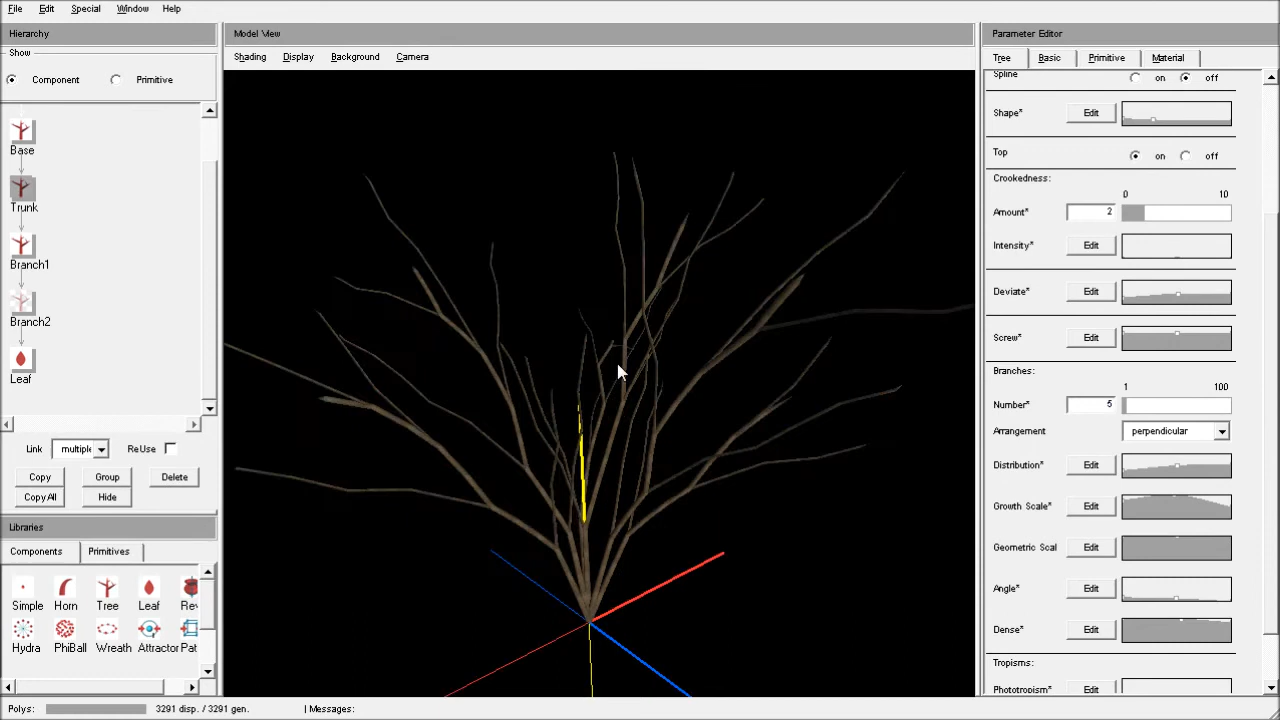 File Edit Special Window Help
Hierarchy
Model View
Parameter Editor
Show
Component Primitive
Shading Display Background Camera
Tree Basic Primitive Material
Base
Trunk
Branch1
Branch2
Leaf
Link multiple ReUse
Copy Group Delete
Copy All Hide
Libraries
Components Primitives
Simple Horn Tree Leaf Rev
Hydra PhiBall Wreath Attractor Pat
Spline on off
Shape* Edit
Top on off
Crookedness:
0 10
Amount* 2
Intensity* Edit
Deviate* Edit
Screw* Edit
Branches:
1 100
Number* 5
Arrangement perpendicular
Distribution* Edit
Growth Scale* Edit
Geometric Scal Edit
Angle* Edit
Dense* Edit
Tropisms:
Phototropism* Edit
Polys: 3291 disp. / 3291 gen. | Messages: